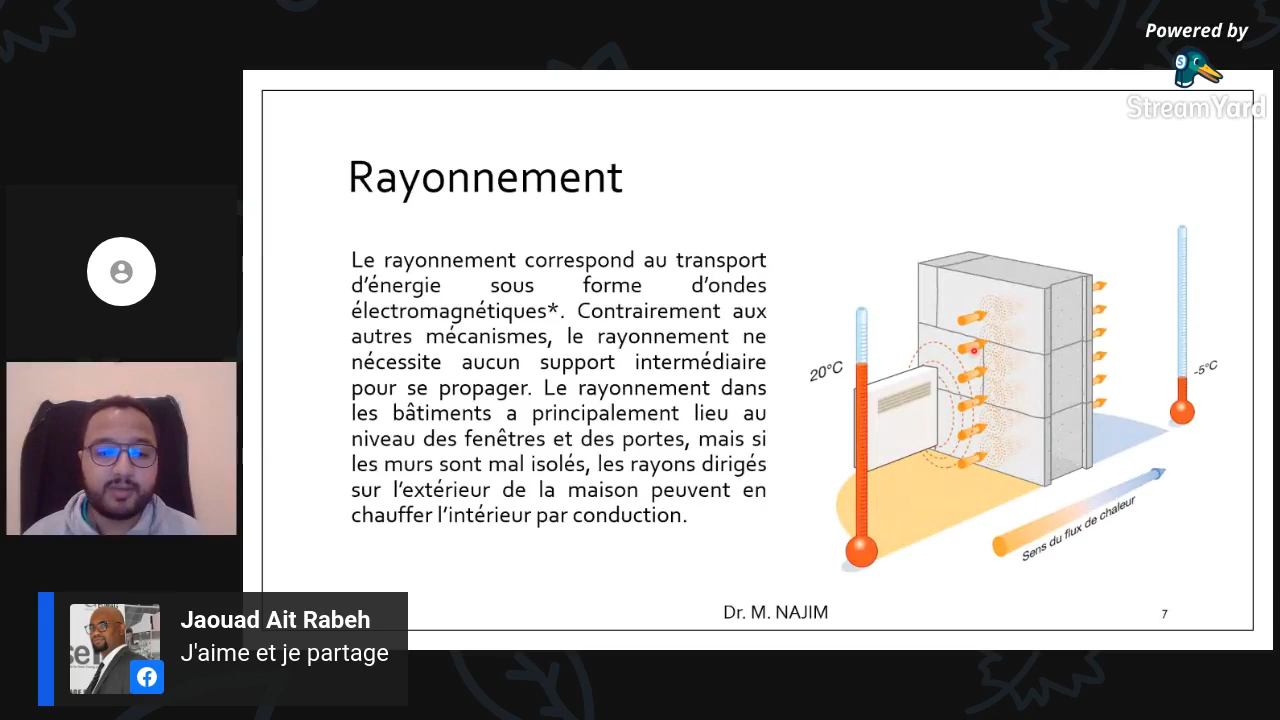 Powered by
StreamYard
Rayonnement
Le rayonnement correspond au transport
d'énergie sous forme d'ondes
électromagnétiques*. Contrairement aux
autres mécanismes, le rayonnement ne
nécessite aucun support intermédiaire
pour se propager. Le rayonnement dans
les bâtiments a principalement lieu au
niveau des fenêtres et des portes, mais si
les murs sont mal isolés, les rayons dirigés
sur l'extérieur de la maison peuvent en
chauffer l'intérieur par conduction.
20°C
-5°C
Sens du flux de chaleur
Dr. M. NAJIM
7
Jaouad Ait Rabeh
J'aime et je partage